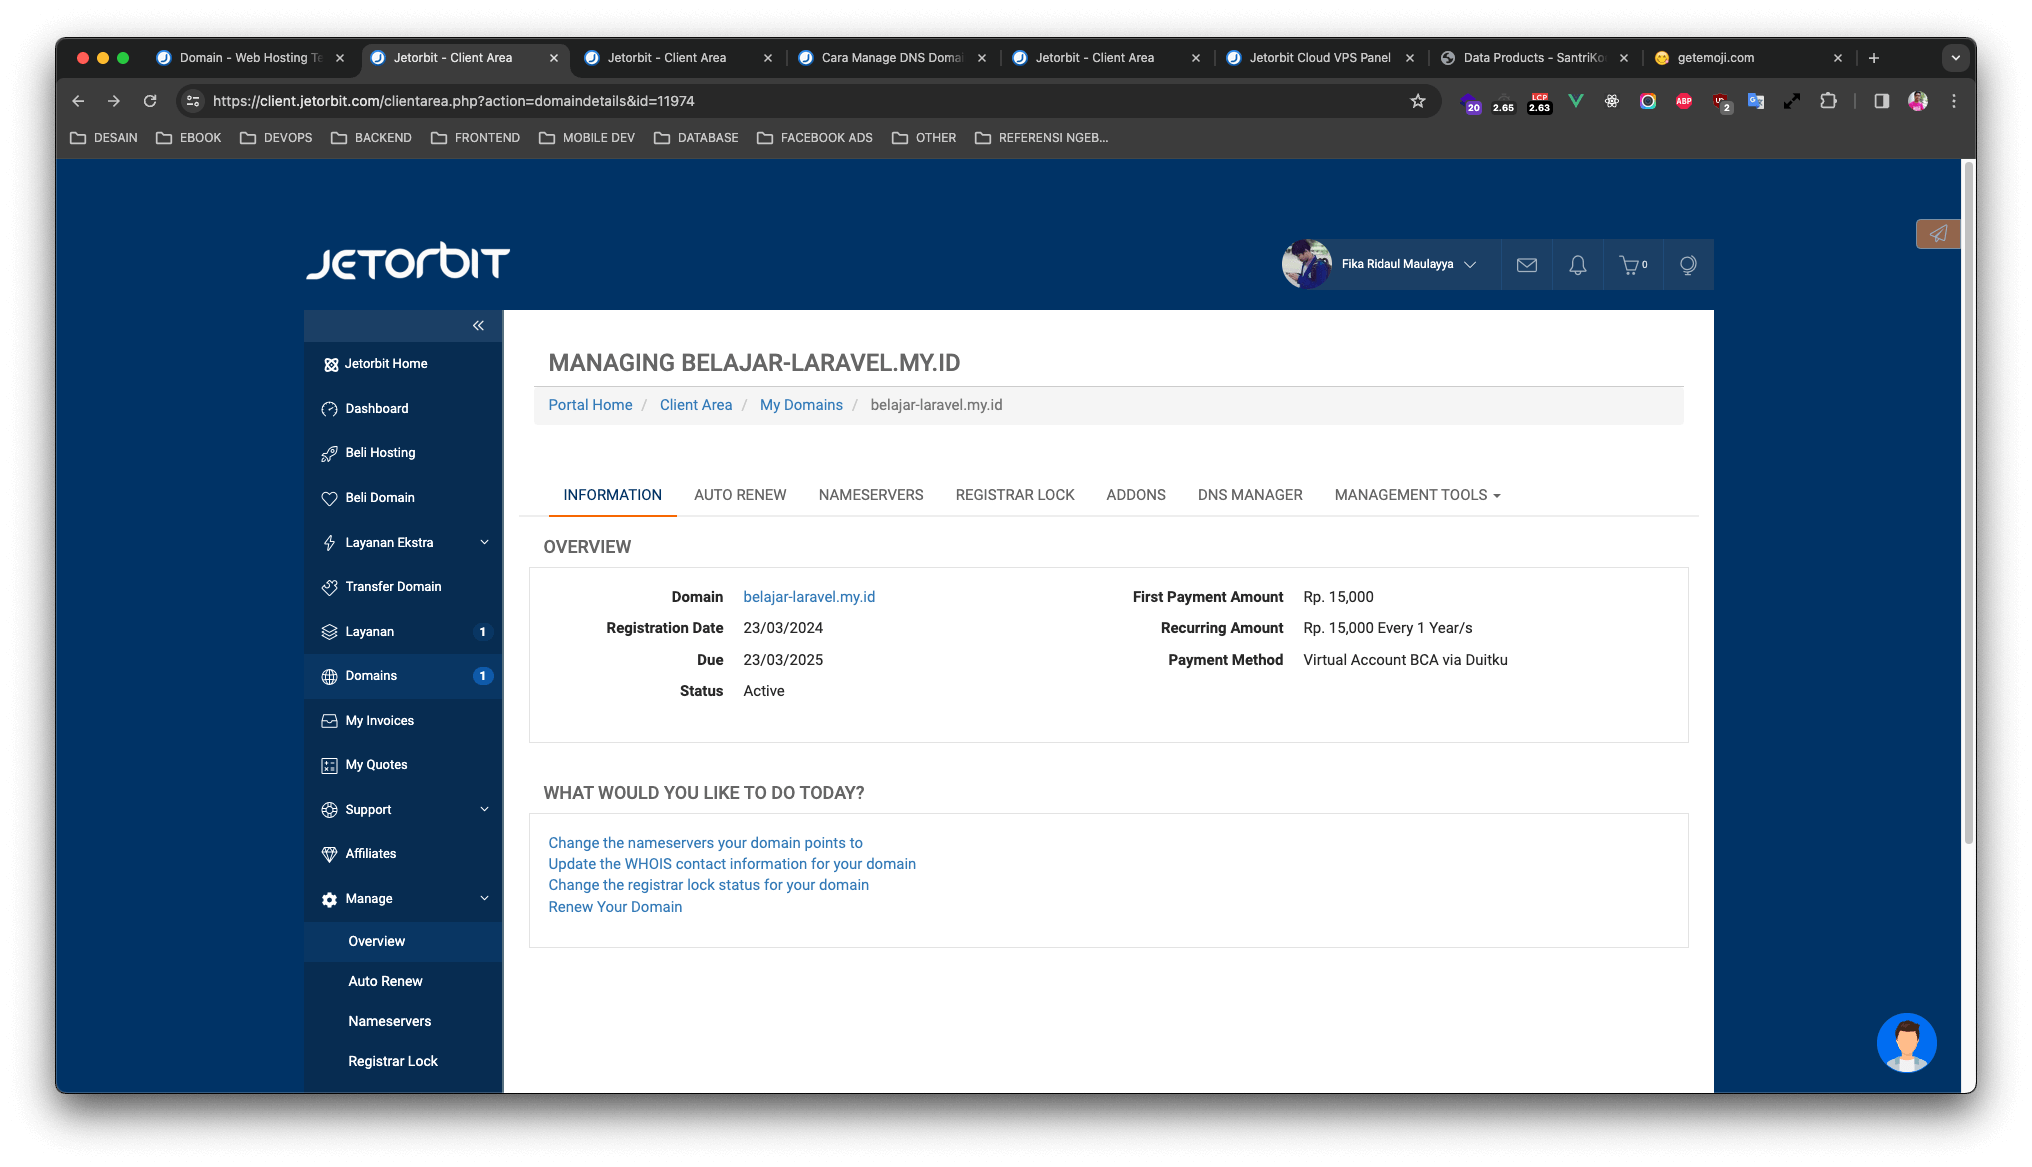 Domain - Web Hosting Te
Jetorbit - Client Area
Jetorbit - Client Area
Cara Manage DNS Domai
Jetorbit - Client Area
Jetorbit Cloud VPS Panel
Data Products - SantriKo
getemoji.com
https://client.jetorbit.com/clientarea.php?action=domaindetails&id=11974
20
2.65
LCP
2.63
ABP
2
DESAIN
EBOOK
DEVOPS
BACKEND
FRONTEND
MOBILE DEV
DATABASE
FACEBOOK ADS
OTHER
REFERENSI NGEB...
JETORBIT
Fika Ridaul Maulayya
0
Jetorbit Home
Dashboard
Beli Hosting
Beli Domain
Layanan Ekstra
Transfer Domain
Layanan 1
Domains 1
My Invoices
My Quotes
Support
Affiliates
Manage
Overview
Auto Renew
Nameservers
Registrar Lock
MANAGING BELAJAR-LARAVEL.MY.ID
Portal Home / Client Area / My Domains / belajar-laravel.my.id
INFORMATION AUTO RENEW NAMESERVERS REGISTRAR LOCK ADDONS DNS MANAGER MANAGEMENT TOOLS
OVERVIEW
Domain belajar-laravel.my.id
Registration Date 23/03/2024
Due 23/03/2025
Status Active
First Payment Amount Rp. 15,000
Recurring Amount Rp. 15,000 Every 1 Year/s
Payment Method Virtual Account BCA via Duitku
WHAT WOULD YOU LIKE TO DO TODAY?
Change the nameservers your domain points to
Update the WHOIS contact information for your domain
Change the registrar lock status for your domain
Renew Your Domain